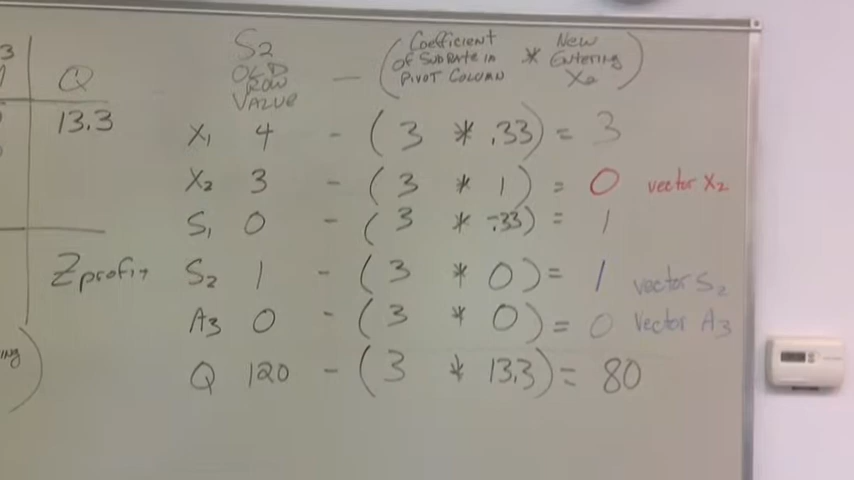 3
Q
13.3
Zprofit
ing
S2
OLD
ROW
VALUE
— (Coefficient of Subrate in Pivot Column * New Entering X2)
X1 4 - (3 * .33) = 3
X2 3 - (3 * 1) = 0 vector X2
S1 0 - (3 * -.33) = 1
S2 1 - (3 * 0) = 1 vector S2
A3 0 - (3 * 0) = 0 Vector A3
Q 120 - (3 * 13.3) = 80